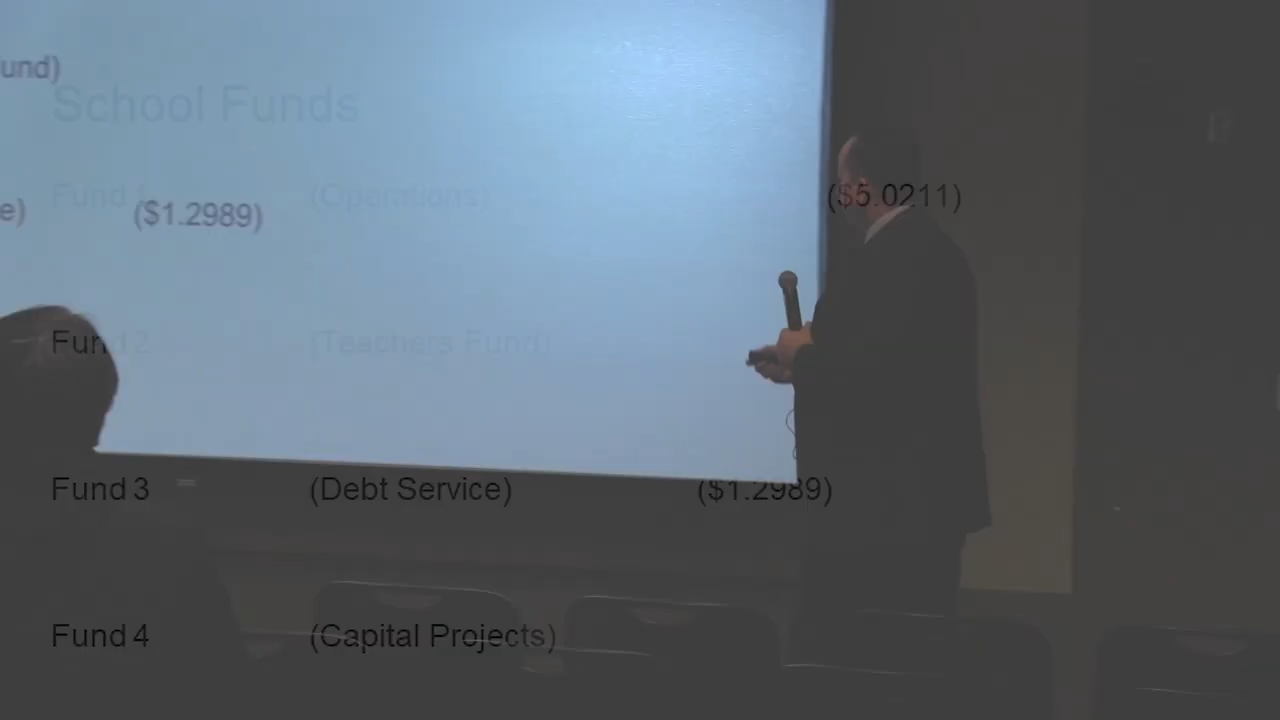 und)
School Funds
Fund 1 (Operations) ($5.0211)
e) ($1.2989)
Fund 2 (Teachers Fund)
Fund 3 (Debt Service) ($1.2989)
Fund 4 (Capital Projects)